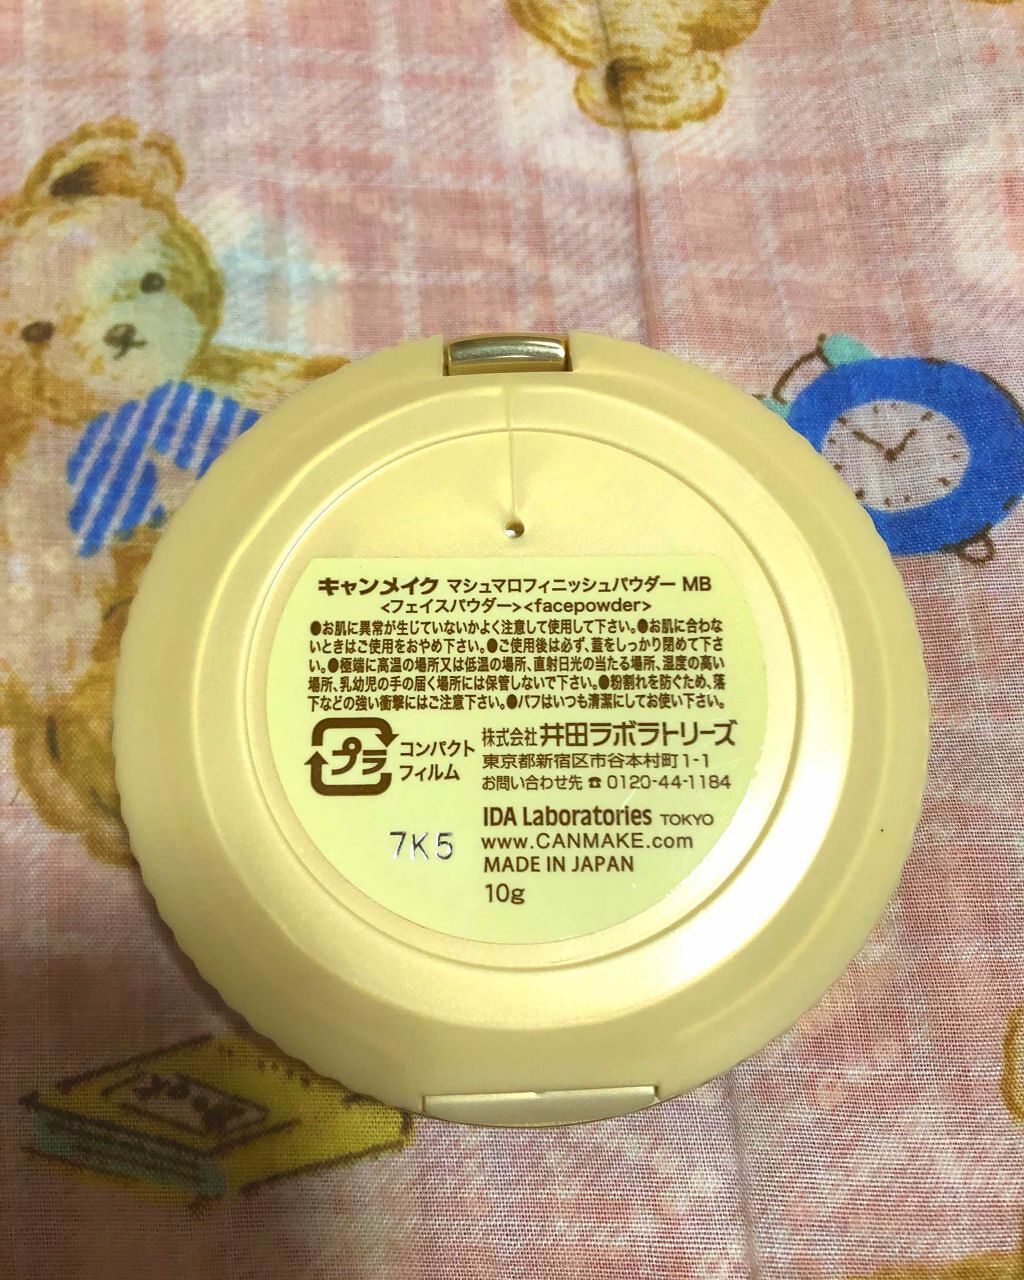 キャンメイク マシュマロフィニッシュパウダー MB
<フェイスパウダー><facepowder>
●お肌に異常が生じていないかよく注意して使用して下さい。●お肌に合わな
いときはご使用をおやめ下さい。●ご使用後は必ず、蓋をしっかり閉めて下さ
い。●極端に高温の場所又は低温の場所、直射日光の当たる場所、湿度の高い
場所、乳幼児の手の届く場所には保管しないで下さい。●粉割れを防ぐため、落
下などの強い衝撃にはご注意下さい。●パフはいつも清潔にしてお使い下さい。
プラ
コンパクト
フィルム
株式会社 井田ラボラトリーズ
東京都新宿区市谷本村町1-1
お問い合わせ先 ☎ 0120-44-1184
IDA Laboratories TOKYO
www.CANMAKE.com
MADE IN JAPAN
10g
7K5